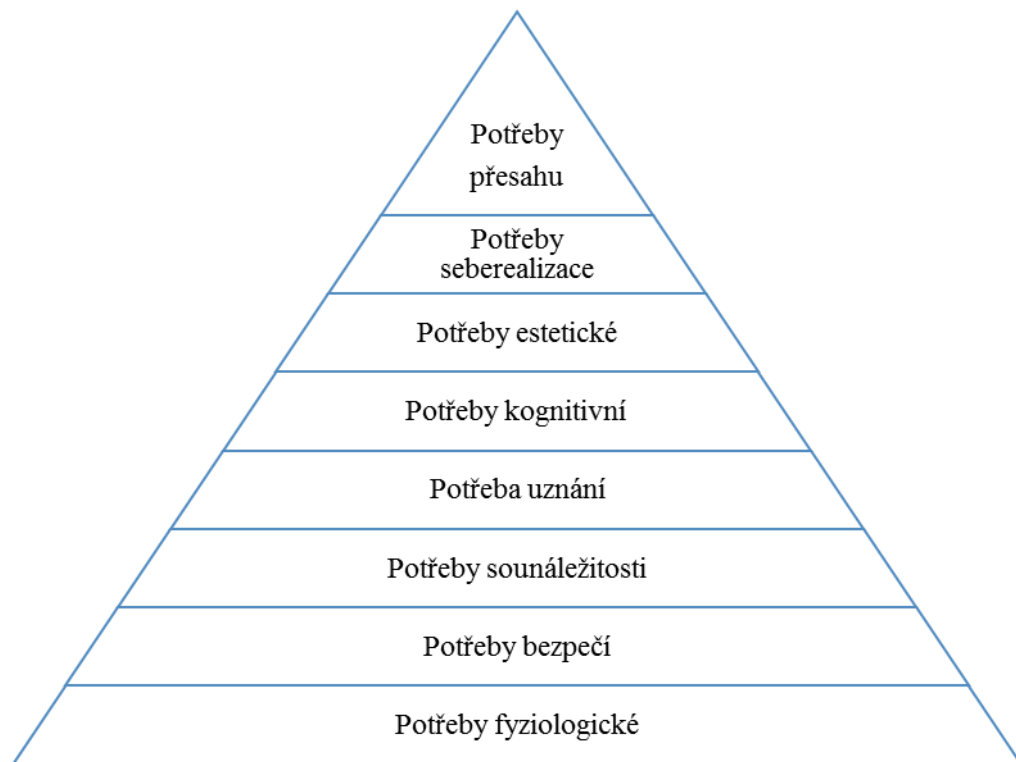 Potřeby
přesahu
Potřeby
seberealizace
Potřeby estetické
Potřeby kognitivní
Potřeba uznání
Potřeby sounáležitosti
Potřeby bezpečí
Potřeby fyziologické